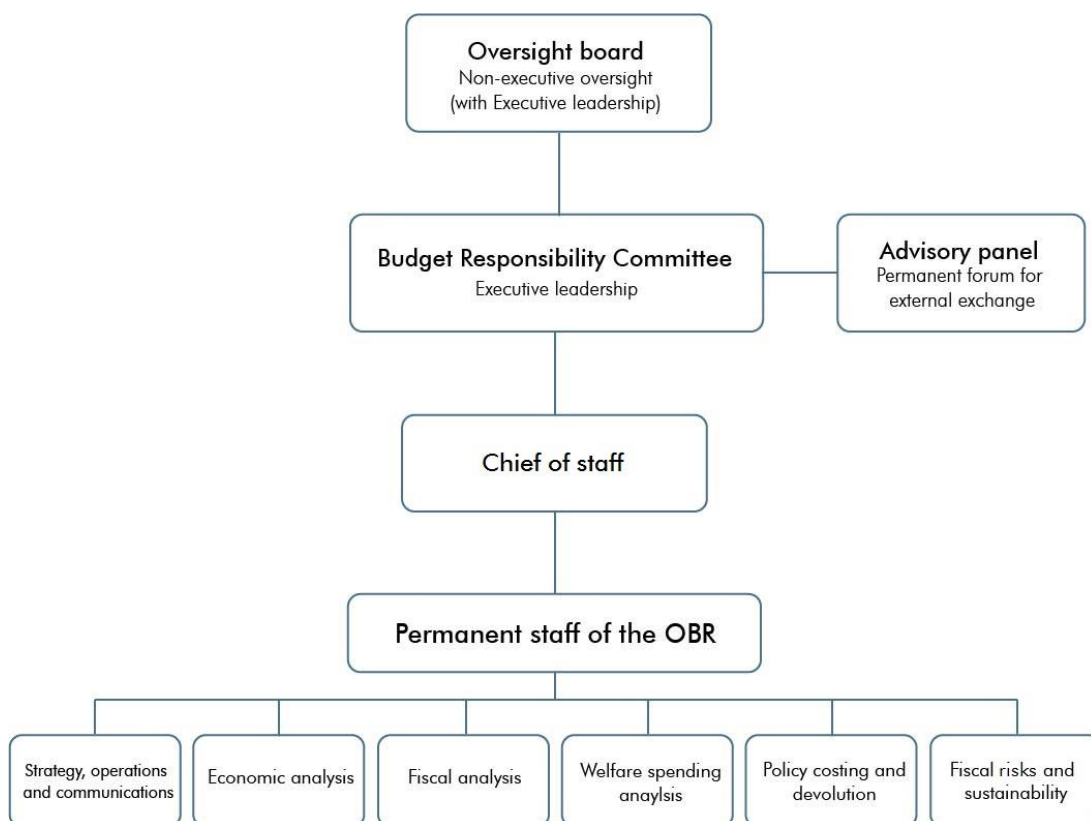 Oversight board
Non-executive oversight
(with Executive leadership)
Budget Responsibility Committee
Executive leadership
Advisory panel
Permanent forum for
external exchange
Chief of staff
Permanent staff of the OBR
Strategy, operations
and communications
Economic analysis
Fiscal analysis
Welfare spending
anaylsis
Policy costing and
devolution
Fiscal risks and
sustainability